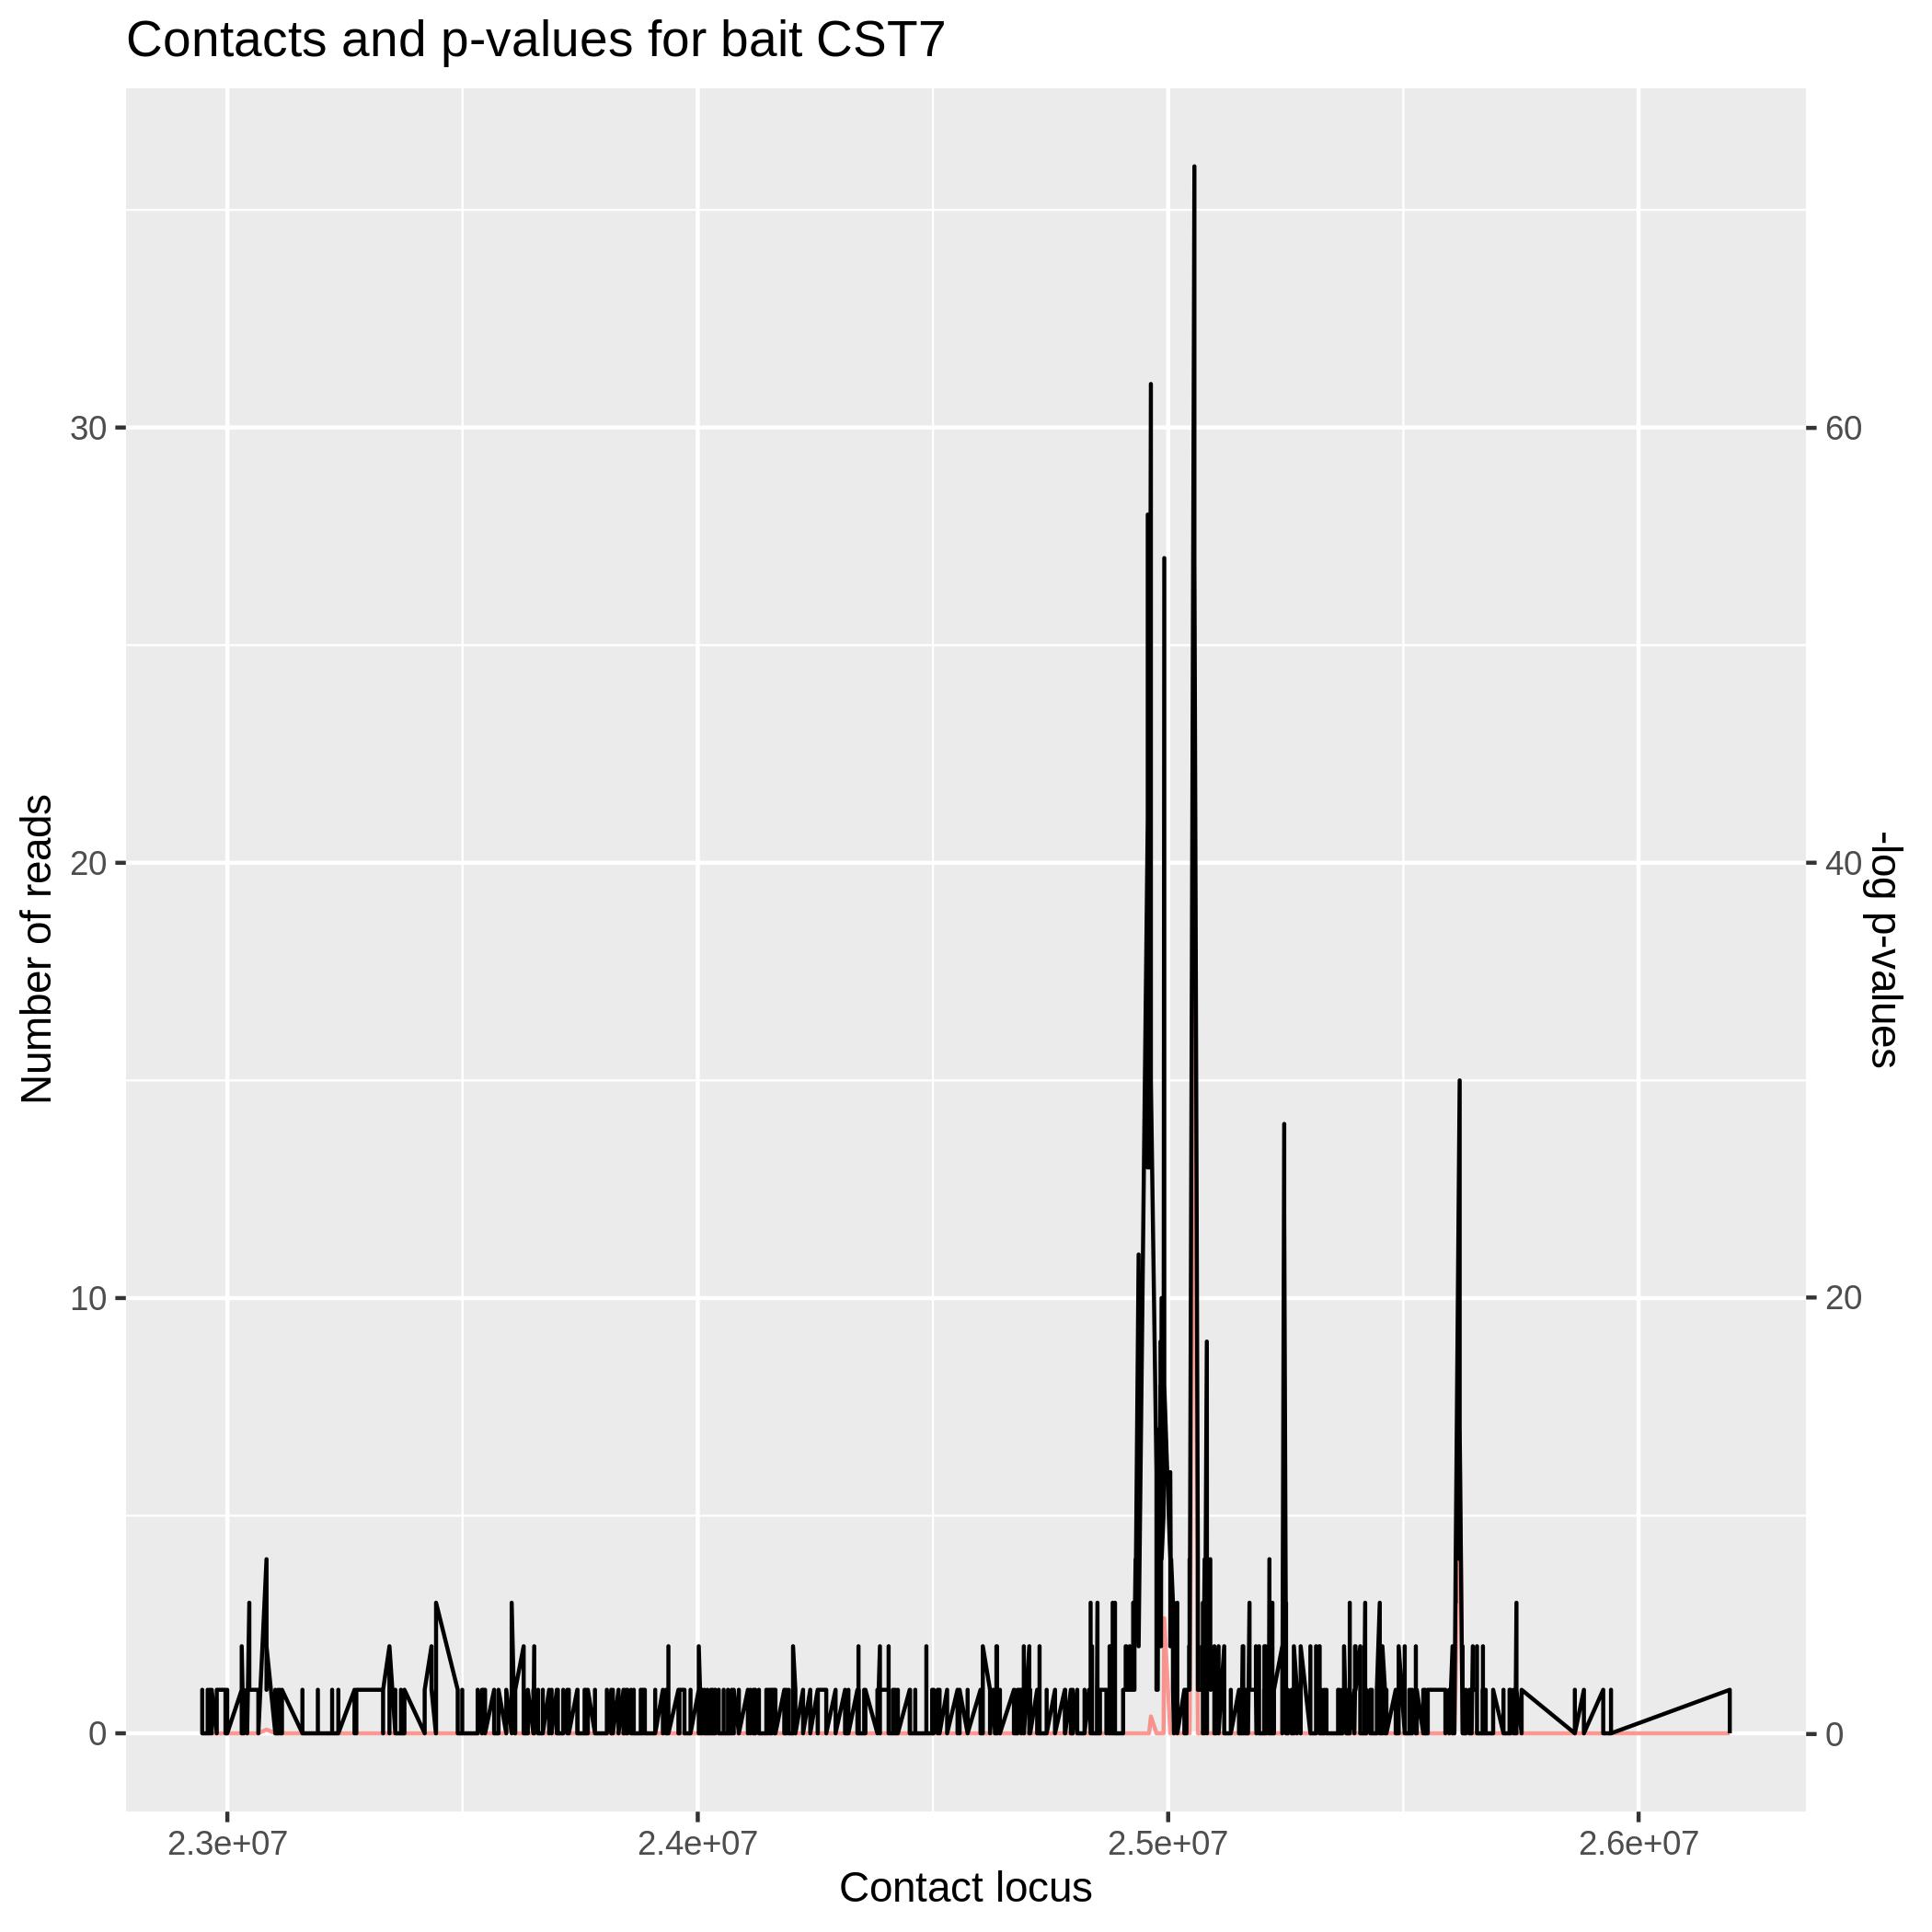 Contacts and p-values for bait CST7
Number of reads
30
20
10
0
60
40
20
0
-log p-values
2.3e+07
2.4e+07
2.5e+07
2.6e+07
Contact locus